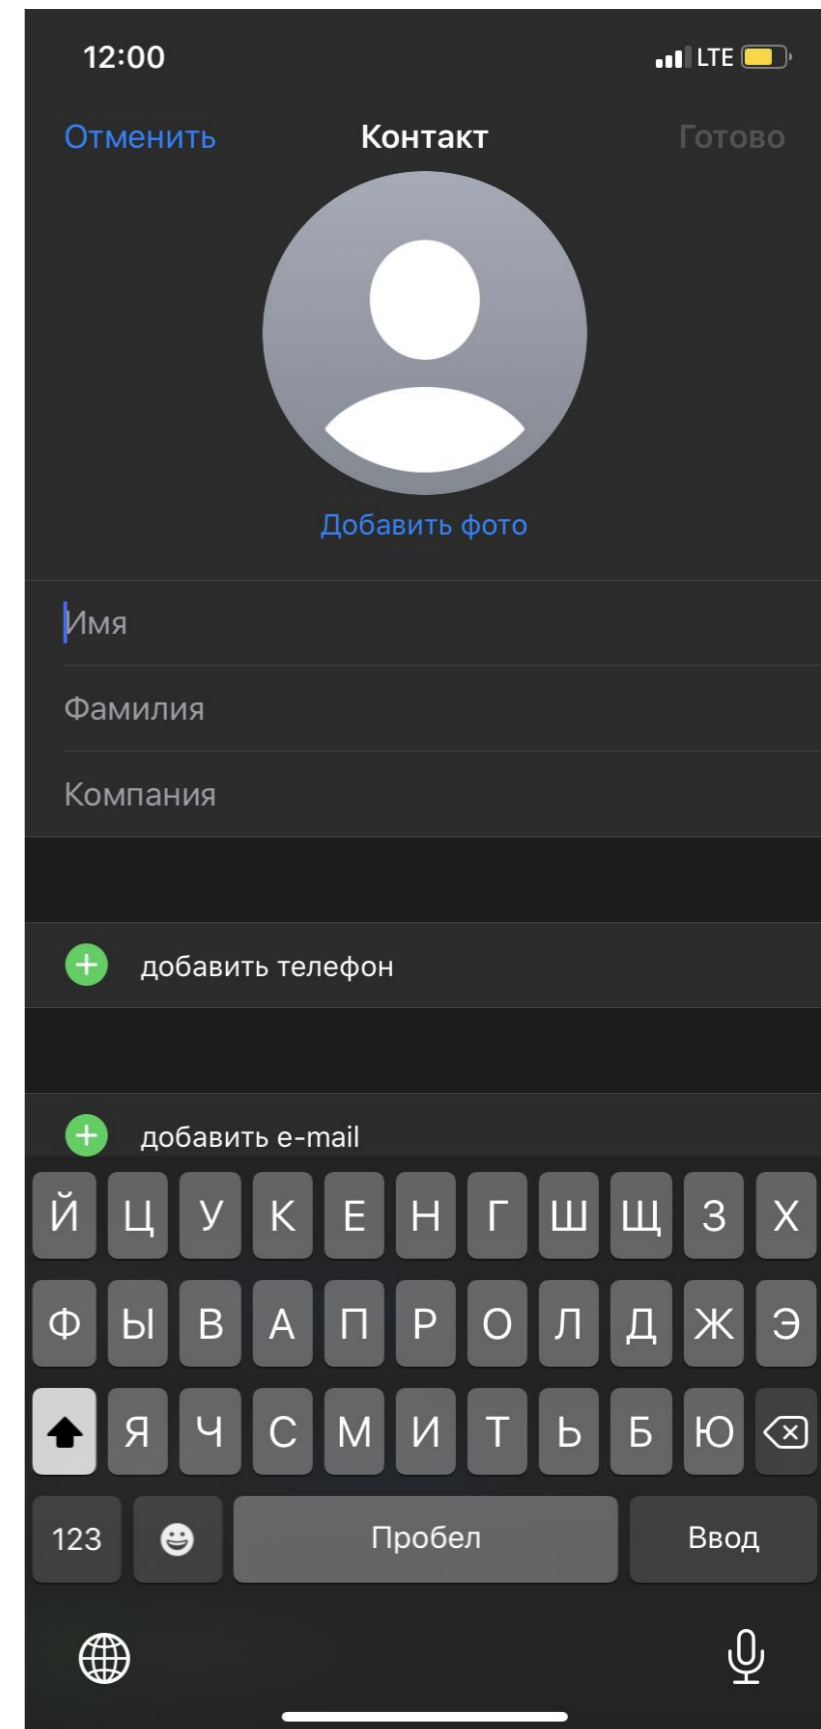 12:00 LTE
Отменить Контакт Готово
Добавить фото
Имя
Фамилия
Компания
добавить телефон
добавить e-mail
Й Ц У К Е Н Г Ш Щ З Х
Ф Ы В А П Р О Л Д Ж Э
Я Ч С М И Т Ь Б Ю
123 Пробел Ввод